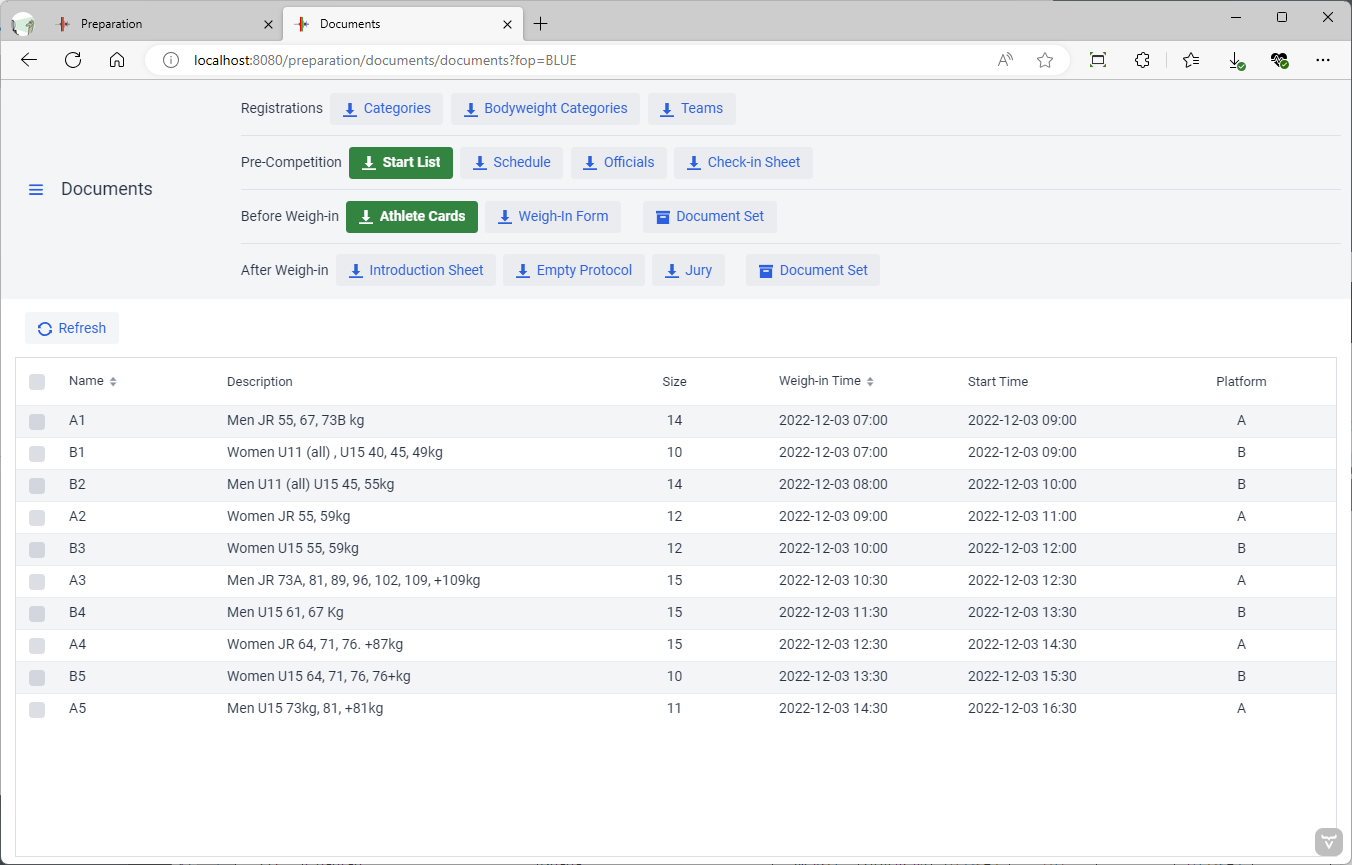 Preparation
Documents
localhost:8080/preparation/documents/documents?fop=BLUE
Registrations Categories Bodyweight Categories Teams
Pre-Competition Start List Schedule Officials Check-in Sheet
Documents
Before Weigh-in Athlete Cards Weigh-In Form Document Set
After Weigh-in Introduction Sheet Empty Protocol Jury Document Set
Refresh
Name Description Size Weigh-in Time Start Time Platform
A1 Men JR 55, 67, 73B kg 14 2022-12-03 07:00 2022-12-03 09:00 A
B1 Women U11 (all) , U15 40, 45, 49kg 10 2022-12-03 07:00 2022-12-03 09:00 B
B2 Men U11 (all) U15 45, 55kg 14 2022-12-03 08:00 2022-12-03 10:00 B
A2 Women JR 55, 59kg 12 2022-12-03 09:00 2022-12-03 11:00 A
B3 Women U15 55, 59kg 12 2022-12-03 10:00 2022-12-03 12:00 B
A3 Men JR 73A, 81, 89, 96, 102, 109, +109kg 15 2022-12-03 10:30 2022-12-03 12:30 A
B4 Men U15 61, 67 Kg 15 2022-12-03 11:30 2022-12-03 13:30 B
A4 Women JR 64, 71, 76. +87kg 15 2022-12-03 12:30 2022-12-03 14:30 A
B5 Women U15 64, 71, 76, 76+kg 10 2022-12-03 13:30 2022-12-03 15:30 B
A5 Men U15 73kg, 81, +81kg 11 2022-12-03 14:30 2022-12-03 16:30 A